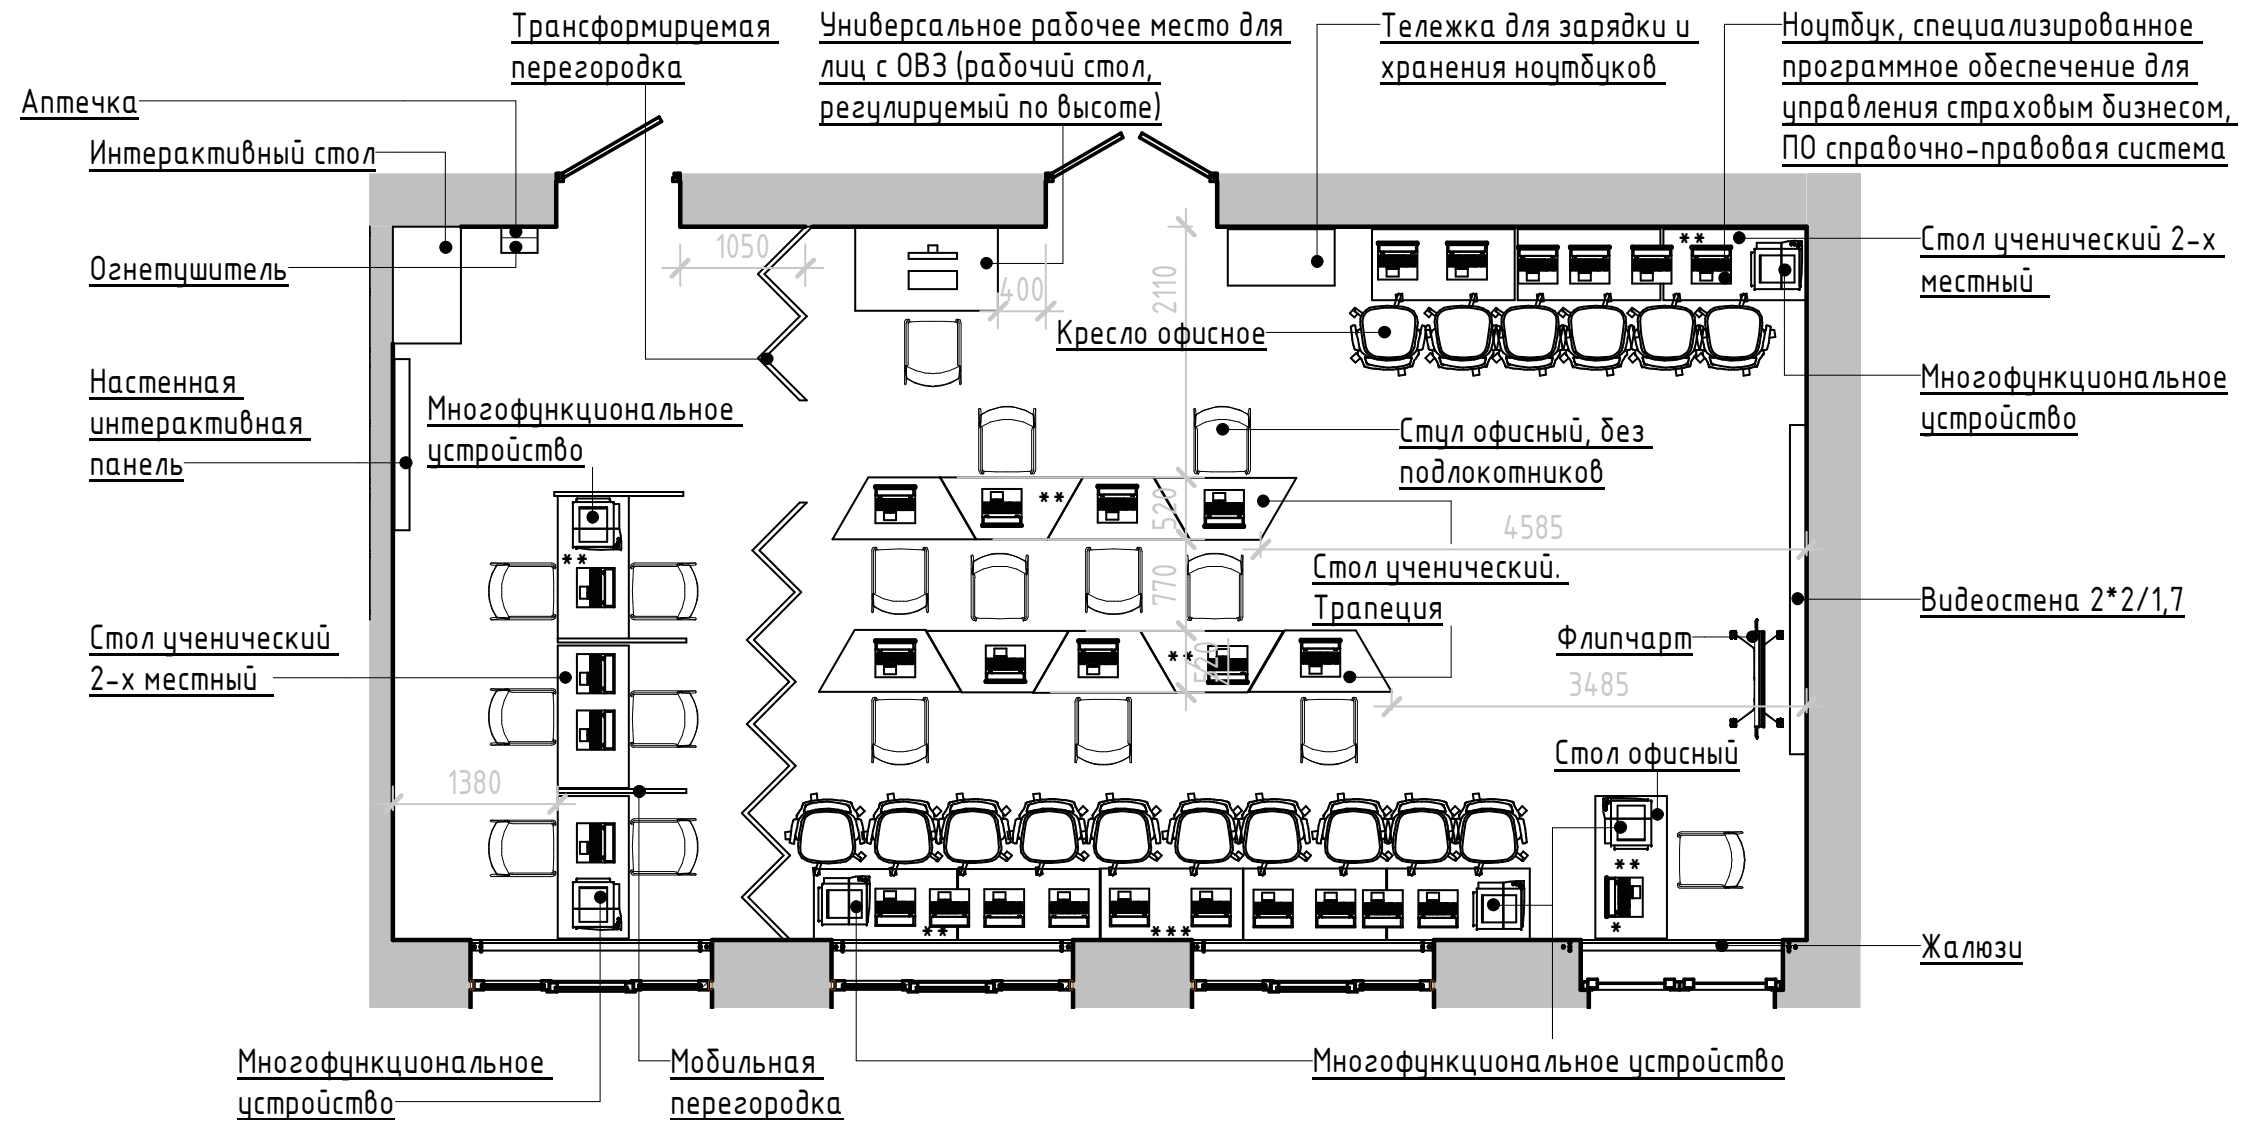 Трансформируемая
перегородка
Универсальное рабочее место для
лиц с ОВЗ (рабочий стол,
регулируемый по высоте)
Тележка для зарядки и
хранения ноутбуков
Ноутбук, специализированное
программное обеспечение для
управления страховым бизнесом,
ПО справочно-правовая система
Аптечка
Интерактивный стол
Огнетушитель
1050
400
2110
**
Стол ученический 2-х
местный
Кресло офисное
Настенная
интерактивная
панель
Многофункциональное
устройство
Стул офисный, без
подлокотников
Многофункциональное
устройство
**
520
4585
**
770
Стол ученический.
Трапеция
Видеостена 2*2/1,7
Стол ученический
2-х местный
**
520
Флипчарт
3485
Стол офисный
1380
**
*
**
***
Жалюзи
Многофункциональное
устройство
Мобильная
перегородка
Многофункциональное устройство